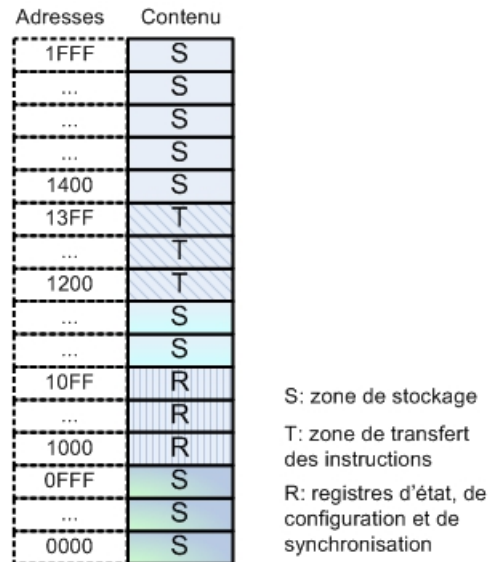 Adresses Contenu
1FFF S
... S
... S
... S
1400 S
13FF T
... T
1200 T
... S
... S
10FF R
... R
1000 R
0FFF S
... S
0000 S
S: zone de stockage
T: zone de transfert
des instructions
R: registres d'état, de
configuration et de
synchronisation